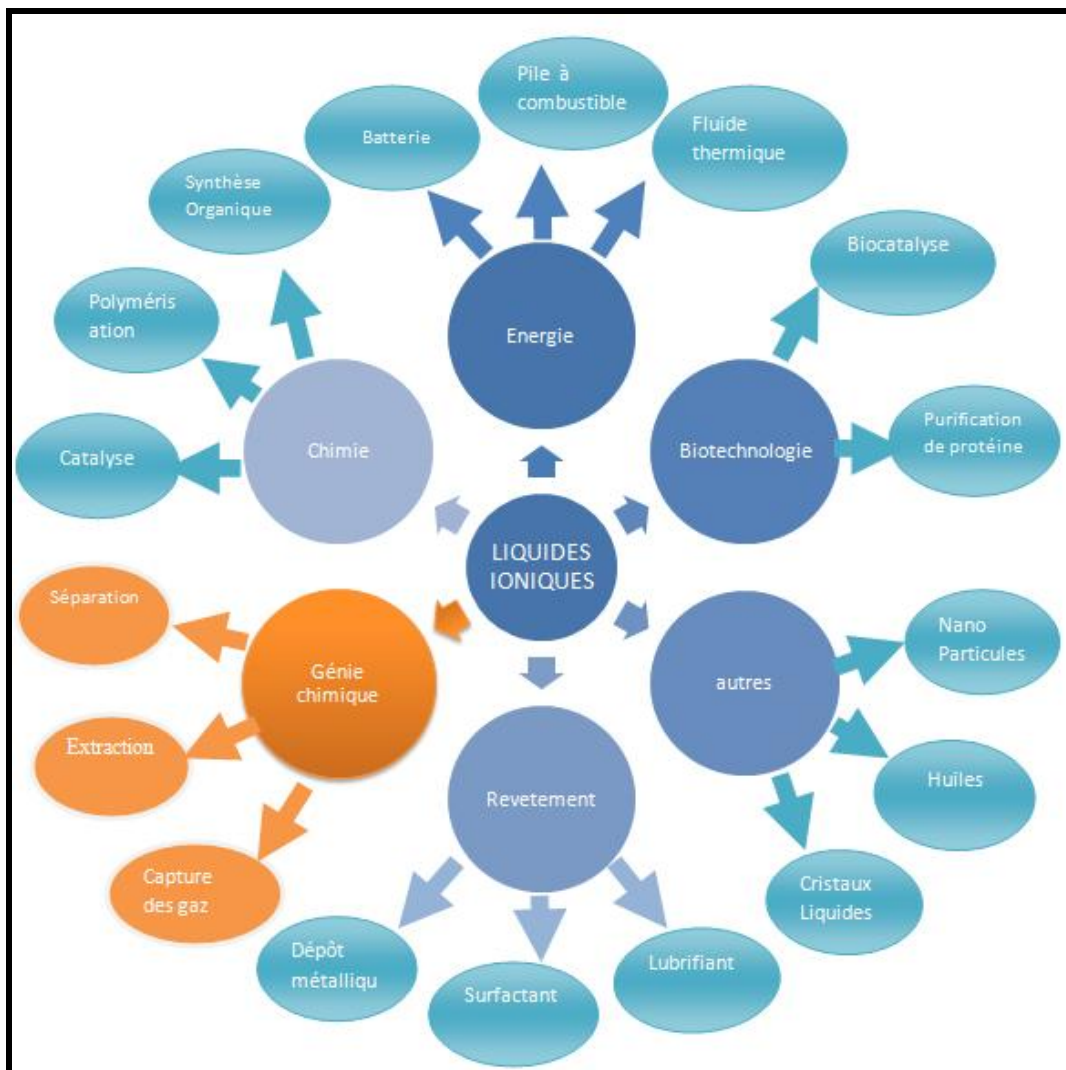 Pile à
combustible
Fluide
thermique
Batterie
Synthèse
Organique
Biocatalyse
Polyméris
ation
Energie
Purification
de protéine
Catalyse
Chimie
Biotechnologie
LIQUIDES
IONIQUES
Séparation
Nano
Particules
Génie
chimique
autres
Extraction
Huiles
Revetement
Capture
des gaz
Cristaux
Liquides
Dépôt
métalliqu
Lubrifiant
Surfactant